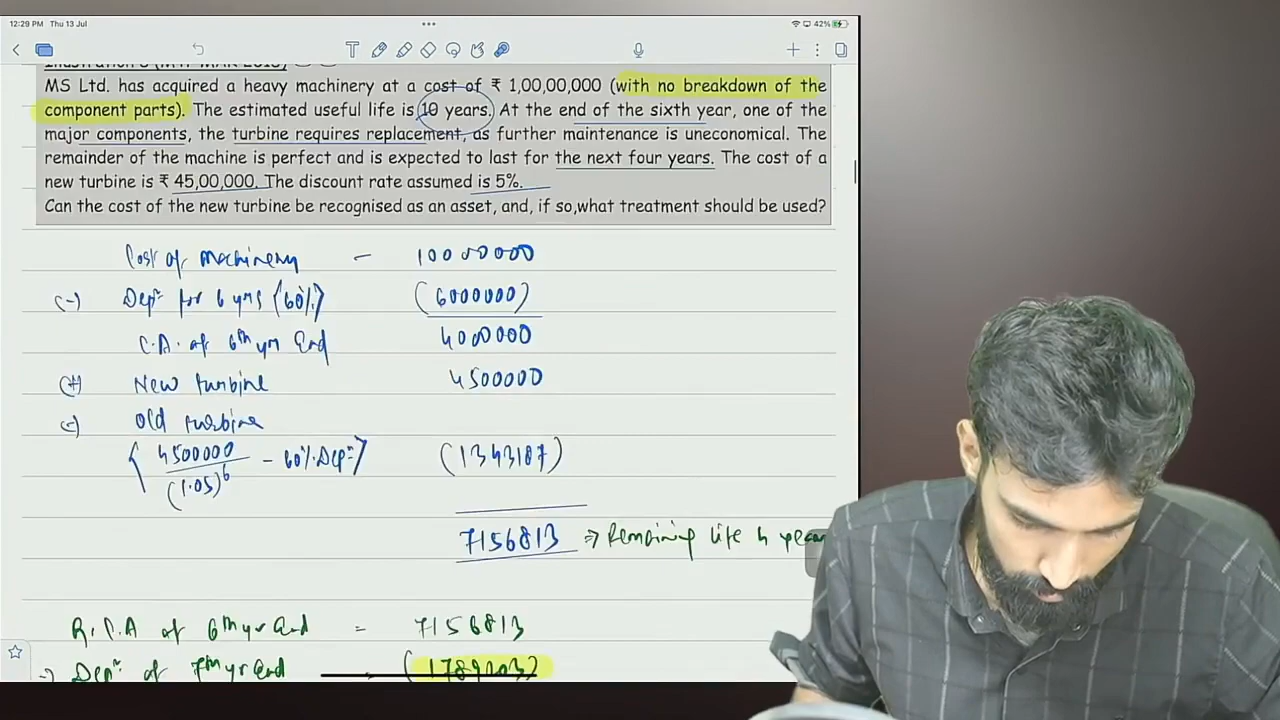 12:29 PM Thu 13 Jul
42%
MS Ltd. has acquired a heavy machinery at a cost of ₹ 1,00,00,000 (with no breakdown of the
component parts). The estimated useful life is 10 years. At the end of the sixth year, one of the
major components, the turbine requires replacement, as further maintenance is uneconomical. The
remainder of the machine is perfect and is expected to last for the next four years. The cost of a
new turbine is ₹ 45,00,000. The discount rate assumed is 5%.
Can the cost of the new turbine be recognised as an asset, and, if so,what treatment should be used?
Cost of machinery – 10000000
(-) Depn for 6 yrs (60%) (6000000)
C.A. of 6th yr End 4000000
(+) New turbine 4500000
(-) Old turbine
( 4500000 / (1.05)^6 – 60% Depn ) (1343187)
7156813 ⇒ Remaining life 4 years
R.C.A of 6th yr End = 7156813
→ Depn of 7th yr End (1789203)